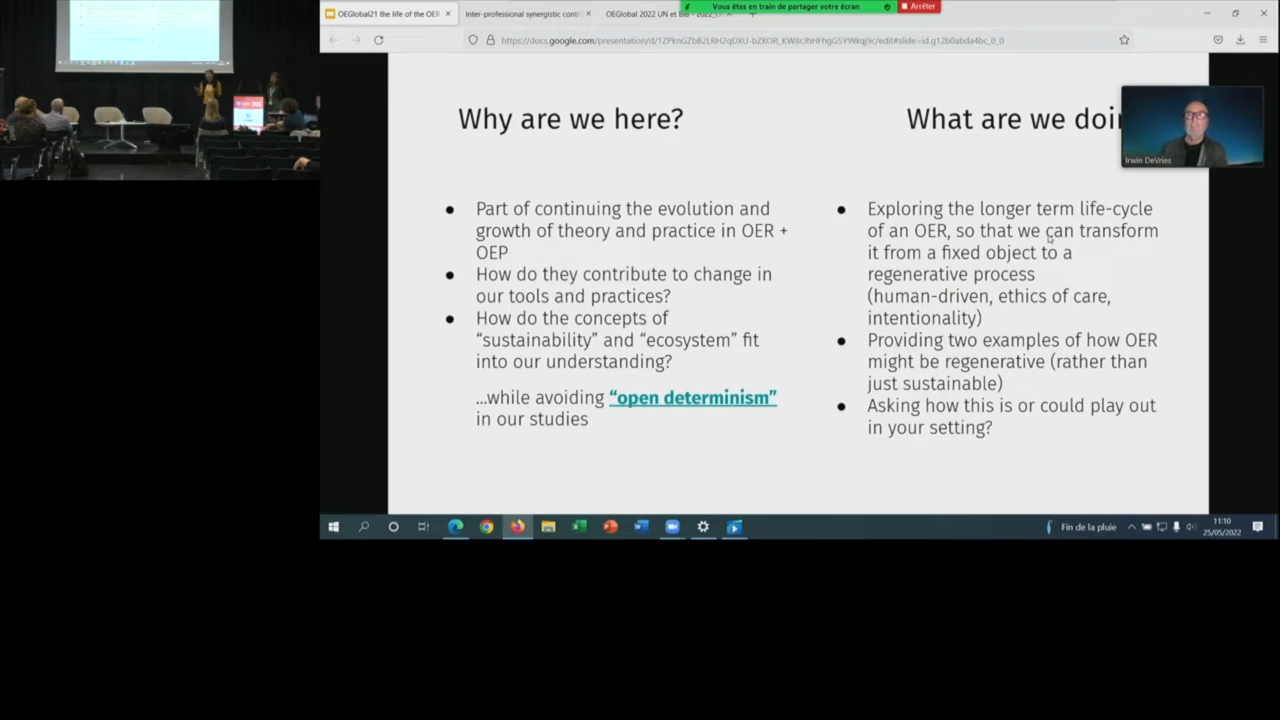 OEGlobal21 the life of the OER
Inter-professional synergistic contri
OEGlobal 2022 UN et
Vous êtes en train de partager votre écran
Arrêter
Why are we here?
What are we doin
Irwin DeVries
Part of continuing the evolution and
growth of theory and practice in OER +
OEP
How do they contribute to change in
our tools and practices?
How do the concepts of
“sustainability” and “ecosystem” fit
into our understanding?
...while avoiding “open determinism”
in our studies
Exploring the longer term life-cycle
of an OER, so that we can transform
it from a fixed object to a
regenerative process
(human-driven, ethics of care,
intentionality)
Providing two examples of how OER
might be regenerative (rather than
just sustainable)
Asking how this is or could play out
in your setting?
Fin de la pluie
11:10
25/05/2022